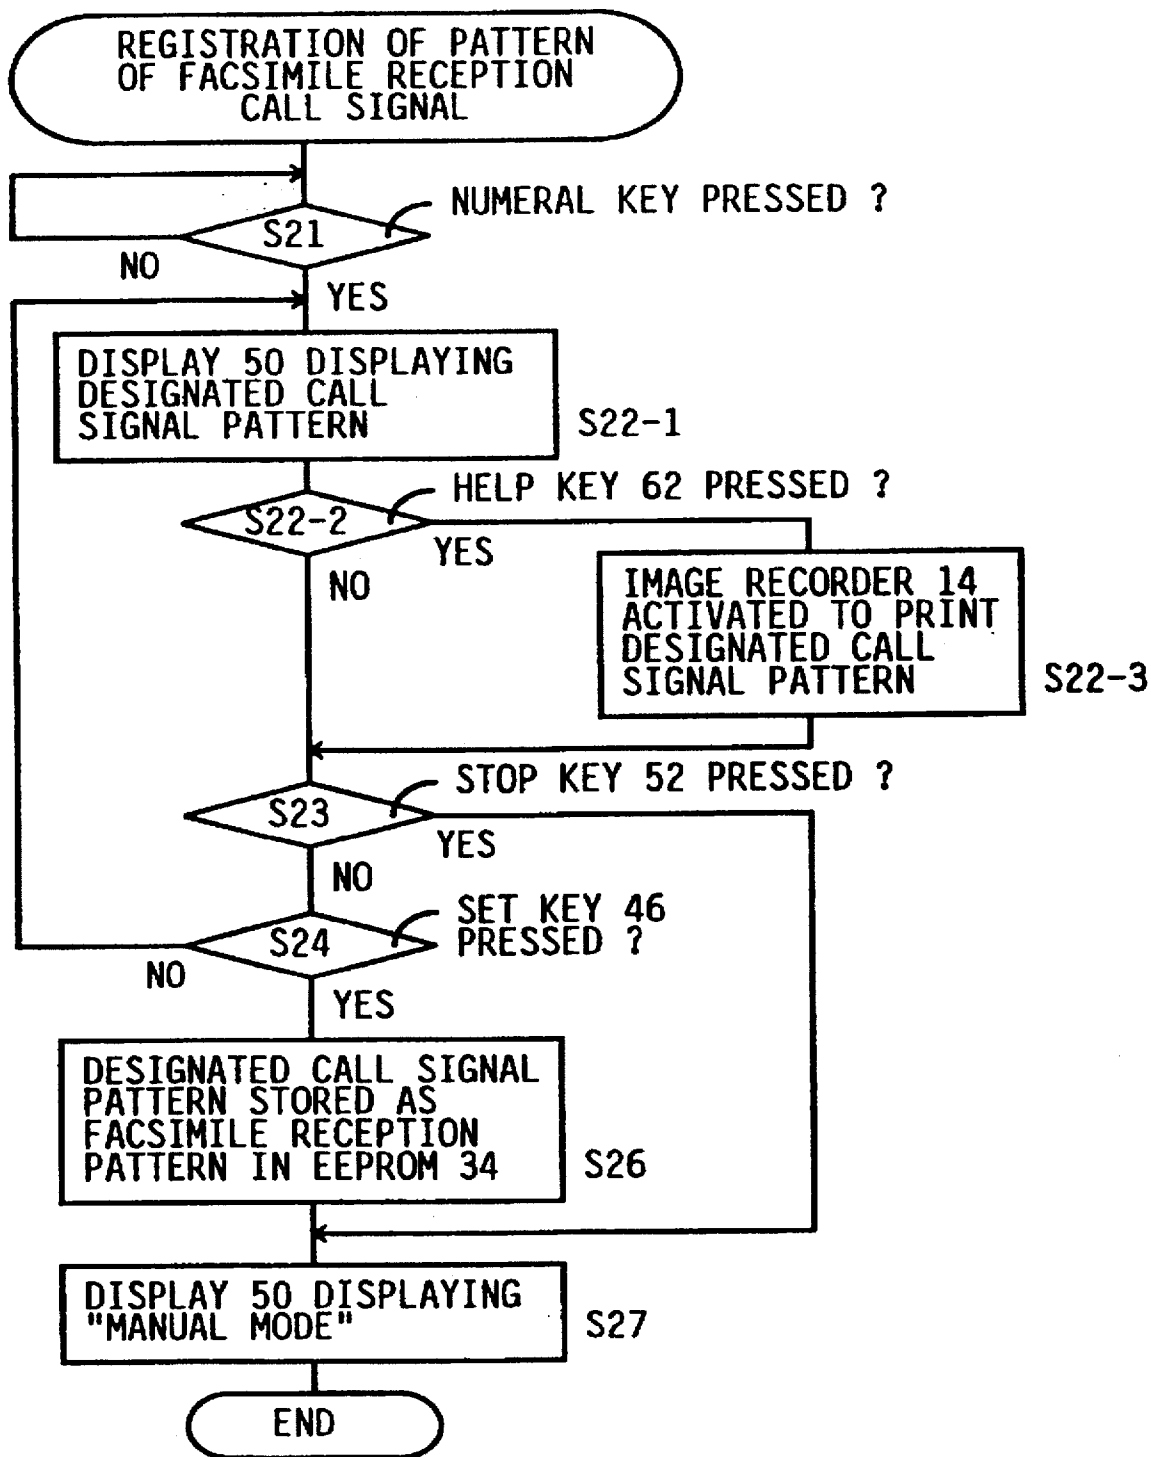 REGISTRATION OF PATTERN
OF FACSIMILE RECEPTION
CALL SIGNAL
NUMERAL KEY PRESSED ?
S21
NO
YES
DISPLAY 50 DISPLAYING
DESIGNATED CALL
SIGNAL PATTERN
S22-1
HELP KEY 62 PRESSED ?
S22-2
YES
NO
IMAGE RECORDER 14
ACTIVATED TO PRINT
DESIGNATED CALL
SIGNAL PATTERN
S22-3
STOP KEY 52 PRESSED ?
S23
YES
NO
SET KEY 46
PRESSED ?
S24
NO
YES
DESIGNATED CALL SIGNAL
PATTERN STORED AS
FACSIMILE RECEPTION
PATTERN IN EEPROM 34
S26
DISPLAY 50 DISPLAYING
"MANUAL MODE"
S27
END